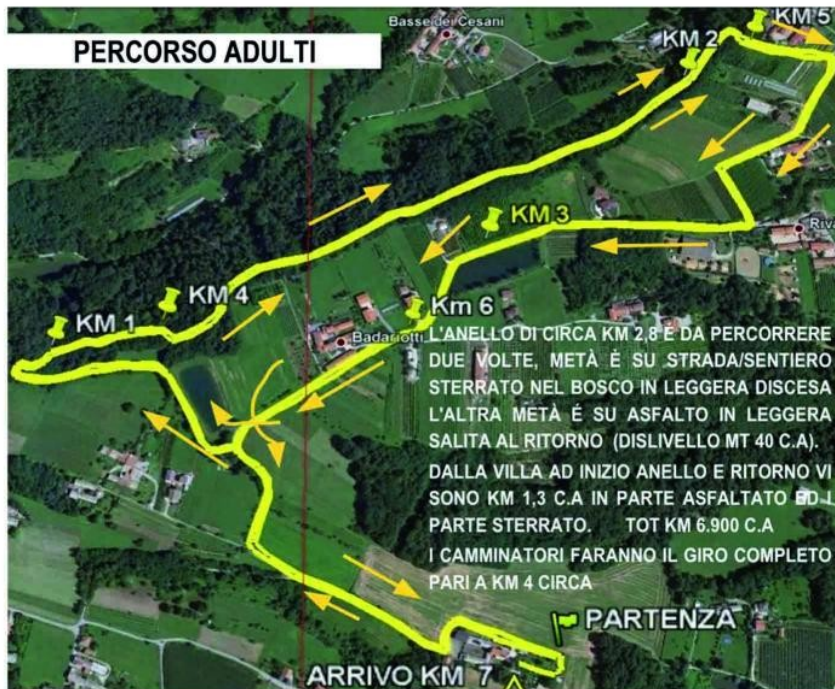 Basse dei Cesani
KM 5
PERCORSO ADULTI
KM 2
KM 3
Riva
KM 4
KM 1
Km 6
Badariotti
L'ANELLO DI CIRCA KM 2,8 É DA PERCORRERE
DUE VOLTE, METÀ È SU STRADA/SENTIERO
STERRATO NEL BOSCO IN LEGGERA DISCESA
L'ALTRA METÀ É SU ASFALTO IN LEGGERA
SALITA AL RITORNO (DISLIVELLO MT 40 C.A).
DALLA VILLA AD INIZIO ANELLO E RITORNO VI
SONO KM 1,3 C.A IN PARTE ASFALTATO ED I
PARTE STERRATO. TOT KM 6.900 C.A
I CAMMINATORI FARANNO IL GIRO COMPLETO
PARI A KM 4 CIRCA
PARTENZA
ARRIVO KM 7